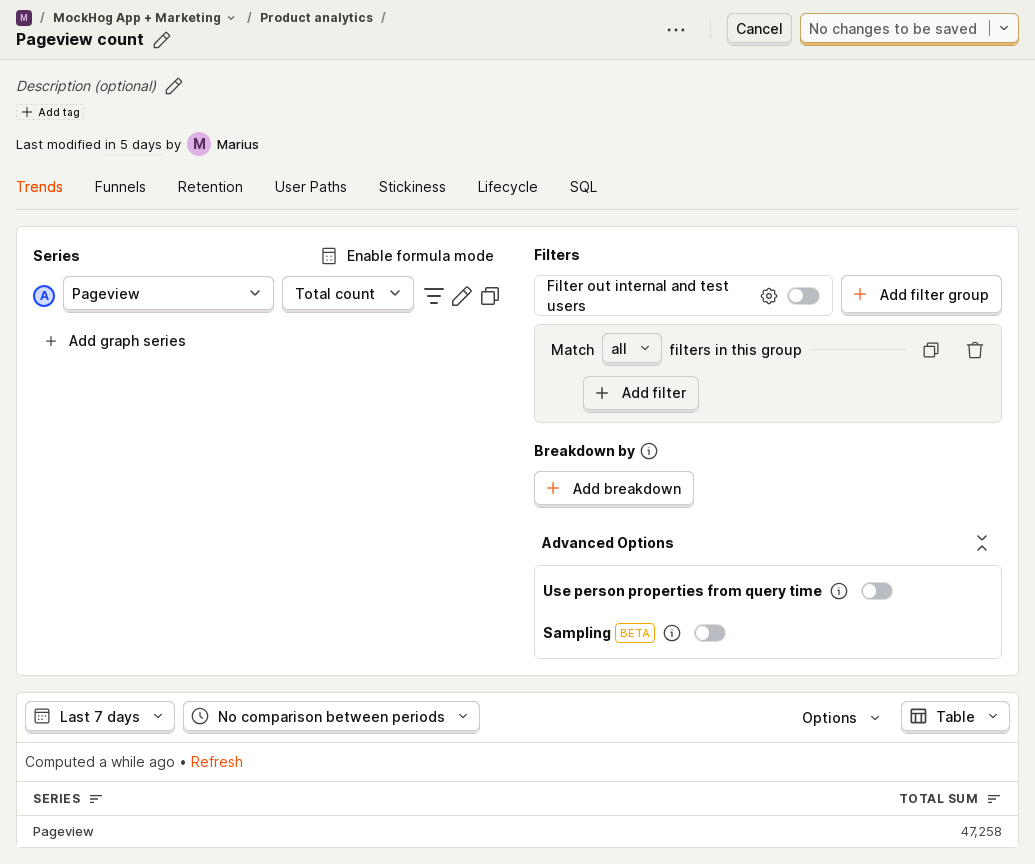 M / MockHog App + Marketing / Product analytics /
Pageview count
Cancel
No changes to be saved
Description (optional)
Add tag
Last modified in 5 days by M Marius
Trends Funnels Retention User Paths Stickiness Lifecycle SQL
Series
Enable formula mode
A Pageview Total count
Add graph series
Filters
Filter out internal and test
users
Add filter group
Match all filters in this group
Add filter
Breakdown by
Add breakdown
Advanced Options
Use person properties from query time
Sampling BETA
Last 7 days No comparison between periods Options Table
Computed a while ago • Refresh
SERIES TOTAL SUM
Pageview 47,258